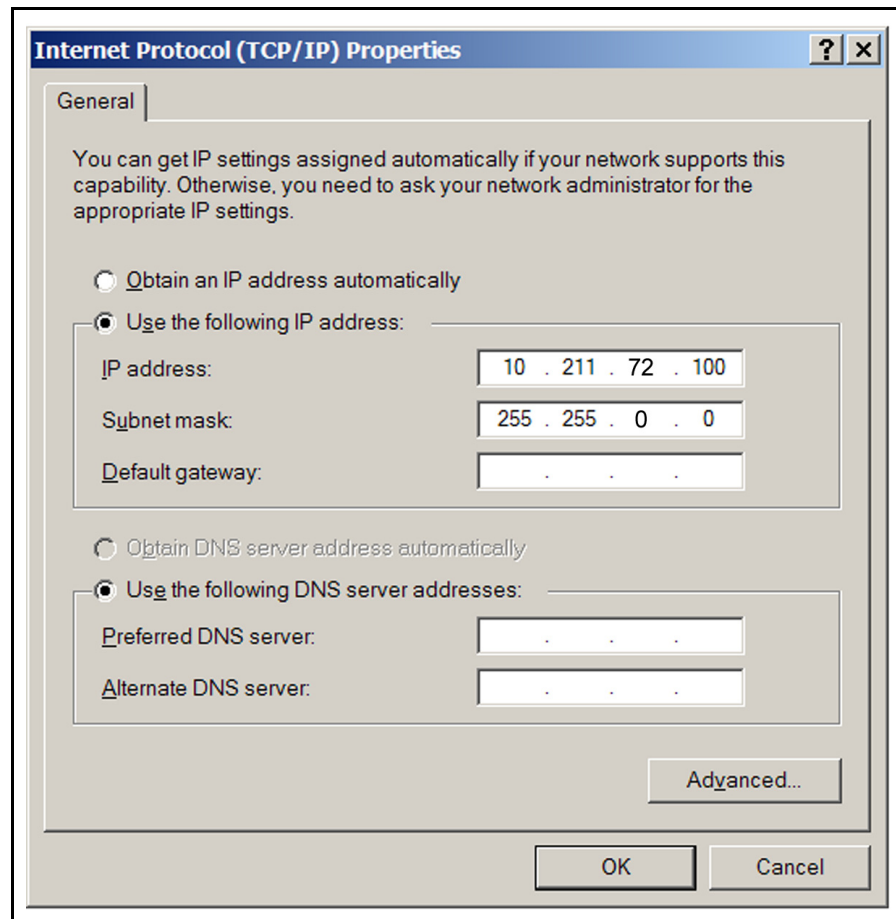 Internet Protocol (TCP/IP) Properties
General
You can get IP settings assigned automatically if your network supports this
capability. Otherwise, you need to ask your network administrator for the
appropriate IP settings.
Obtain an IP address automatically
Use the following IP address:
IP address: 10 . 211 . 72 . 100
Subnet mask: 255 . 255 . 0 . 0
Default gateway: . . .
Obtain DNS server address automatically
Use the following DNS server addresses:
Preferred DNS server: . . .
Alternate DNS server: . . .
Advanced...
OK Cancel